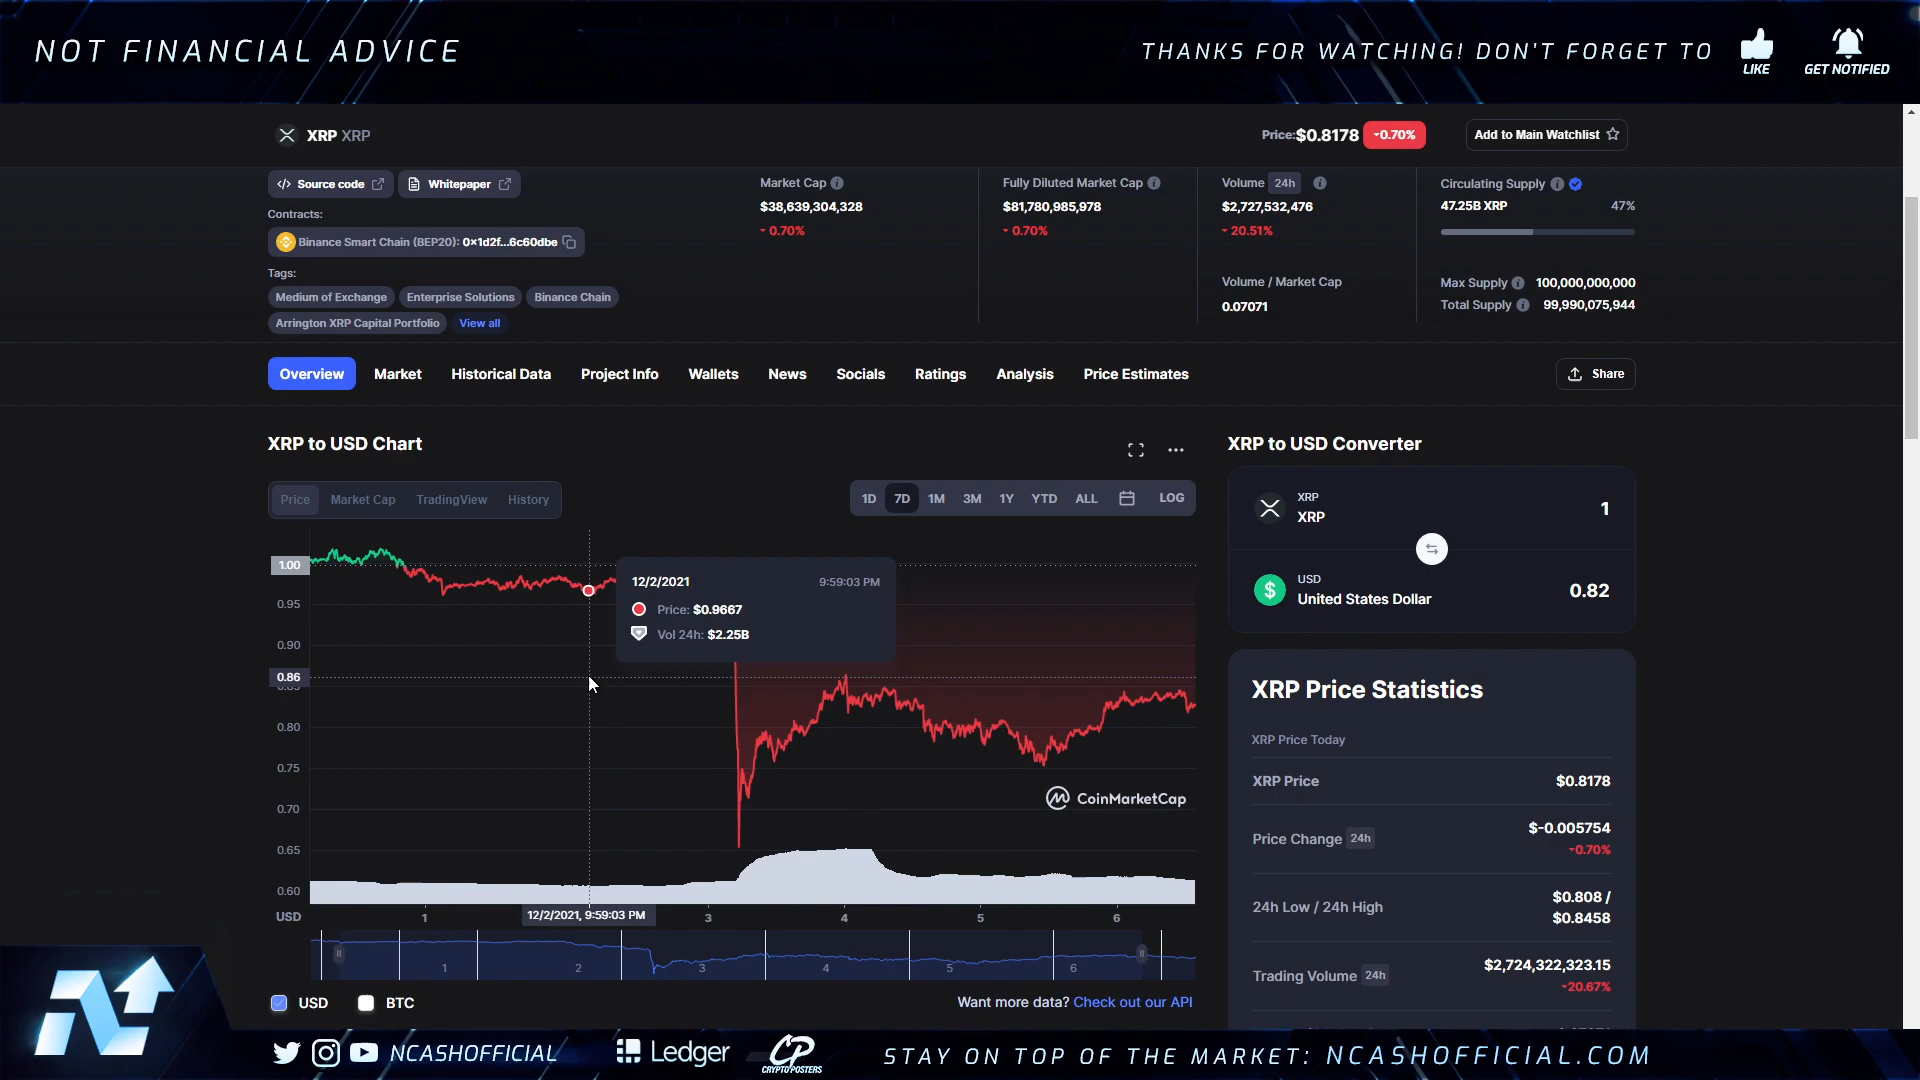 NOT FINANCIAL ADVICE
THANKS FOR WATCHING! DON'T FORGET TO
LIKE
GET NOTIFIED
XRP XRP
Price:$0.8178 -0.70%
Add to Main Watchlist
Source code
Whitepaper
Contracts:
Binance Smart Chain (BEP20): 0x1d2f...6c60dbe
Tags:
Medium of Exchange
Enterprise Solutions
Binance Chain
Arrington XRP Capital Portfolio
View all
Market Cap
$38,639,304,328
0.70%
Fully Diluted Market Cap
$81,780,985,978
0.70%
Volume 24h
$2,727,532,476
20.51%
Volume / Market Cap
0.07071
Circulating Supply
47.25B XRP 47%
Max Supply 100,000,000,000
Total Supply 99,990,075,944
Overview Market Historical Data Project Info Wallets News Socials Ratings Analysis Price Estimates
Share
XRP to USD Chart
Price Market Cap TradingView History
1D 7D 1M 3M 1Y YTD ALL LOG
1.00
0.95
0.90
0.86
0.80
0.75
0.70
0.65
0.60
USD
12/2/2021 9:59:03 PM
Price: $0.9667
Vol 24h: $2.25B
CoinMarketCap
1 12/2/2021, 9:59:03 PM 3 4 5 6
1 2 3 4 5 6
USD BTC
Want more data? Check out our API
XRP to USD Converter
XRP
XRP 1
USD
United States Dollar 0.82
XRP Price Statistics
XRP Price Today
XRP Price $0.8178
Price Change 24h $-0.005754
0.70%
24h Low / 24h High $0.808 /
$0.8458
Trading Volume 24h $2,724,322,323.15
20.67%
NCASHOFFICIAL
Ledger
CP
CRYPTOPOSTERS
STAY ON TOP OF THE MARKET: NCASHOFFICIAL.COM